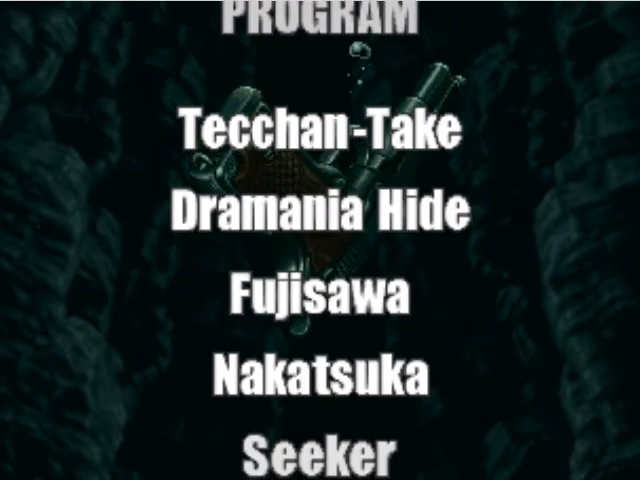 PROGRAM
Tecchan-Take
Dramania Hide
Fujisawa
Nakatsuka
Seeker